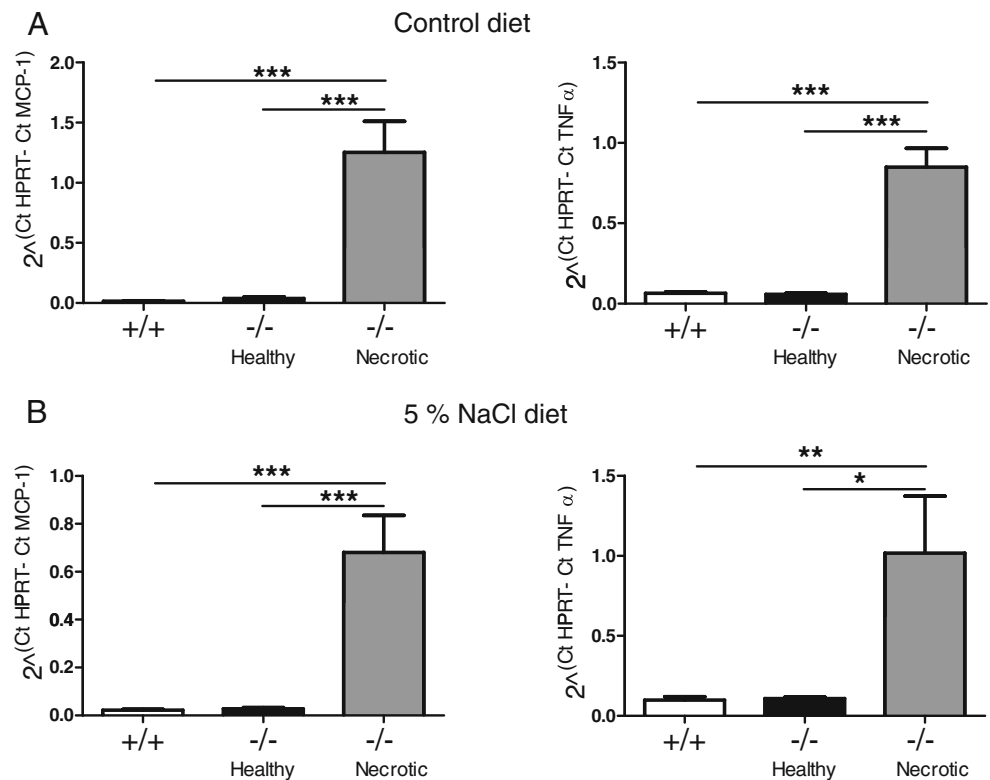 A
Control diet
2^(Ct HPRT- Ct MCP-1)
2.0
1.5
1.0
0.5
0.0
***
***
+/+
-/-
-/-
Healthy
Necrotic
2^(Ct HPRT- Ct TNFα)
1.5
1.0
0.5
0.0
***
***
+/+
-/-
-/-
Healthy
Necrotic
B
5 % NaCl diet
2^(Ct HPRT- Ct MCP-1)
1.0
0.8
0.6
0.4
0.2
0.0
***
***
+/+
-/-
-/-
Healthy
Necrotic
2^(Ct HPRT- Ct TNF α)
1.5
1.0
0.5
0.0
**
*
+/+
-/-
-/-
Healthy
Necrotic